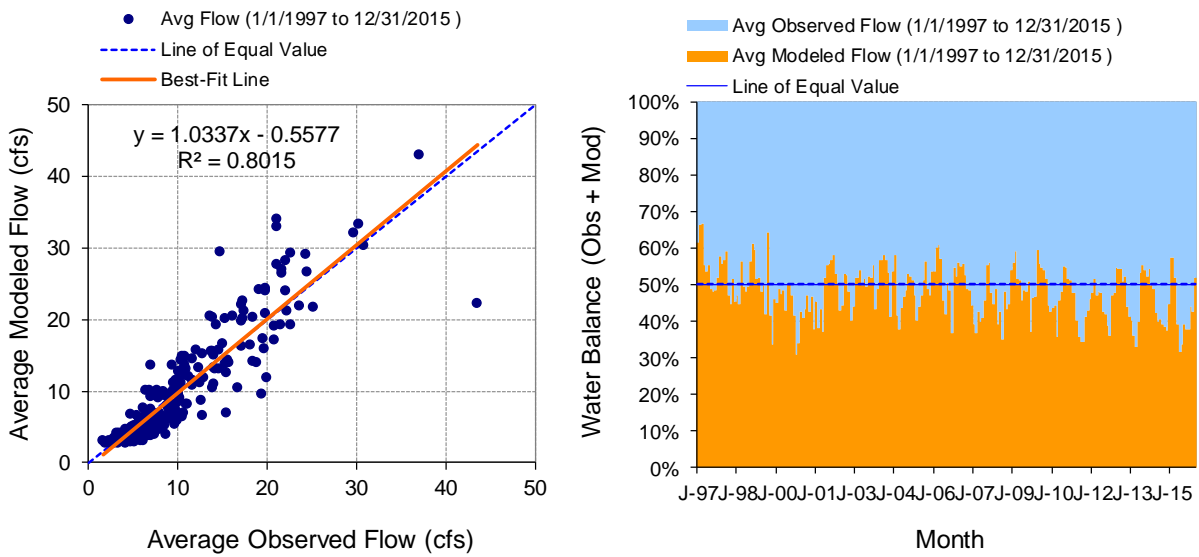 Avg Flow (1/1/1997 to 12/31/2015 )
Line of Equal Value
Best-Fit Line
y = 1.0337x - 0.5577
R² = 0.8015
50
40
30
20
10
0
0 10 20 30 40 50
Average Modeled Flow (cfs)
Average Observed Flow (cfs)
Avg Observed Flow (1/1/1997 to 12/31/2015 )
Avg Modeled Flow (1/1/1997 to 12/31/2015 )
Line of Equal Value
100%
90%
80%
70%
60%
50%
40%
30%
20%
10%
0%
J-97J-98J-00J-01J-03J-04J-06J-07J-09J-10J-12J-13J-15
Water Balance (Obs + Mod)
Month